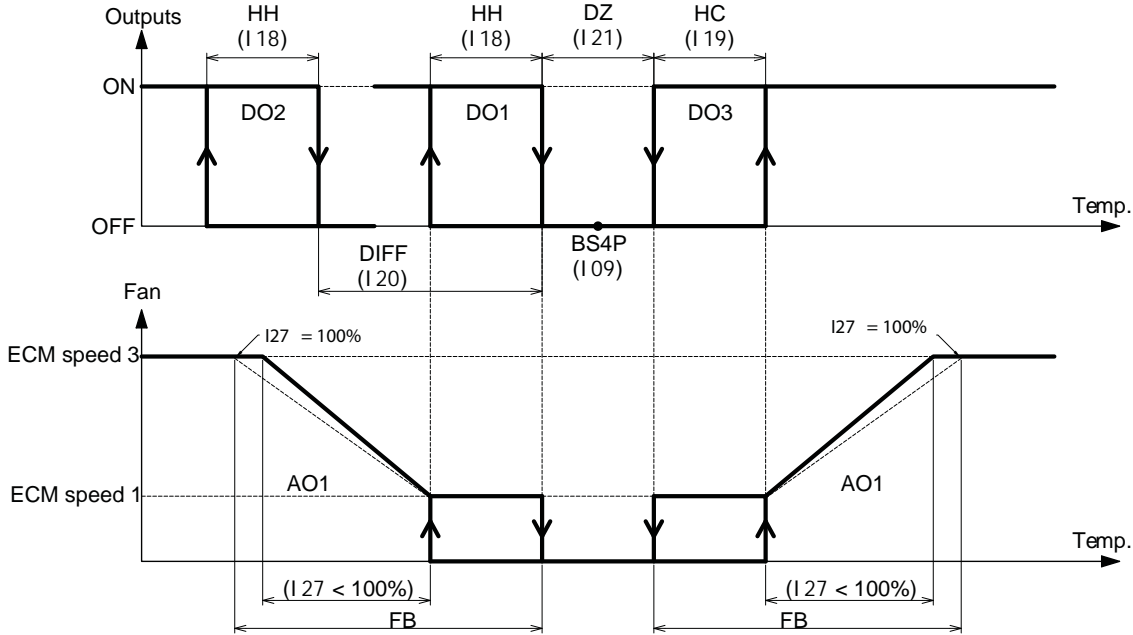 Outputs
HH
(I 18)
HH
(I 18)
DZ
(I 21)
HC
(I 19)
ON
DO2
DO1
DO3
Temp.
OFF
DIFF
(I 20)
BS4P
(I 09)
Fan
I27 = 100%
I27 = 100%
ECM speed 3
ECM speed 1
AO1
AO1
Temp.
(I 27 < 100%)
(I 27 < 100%)
FB
FB